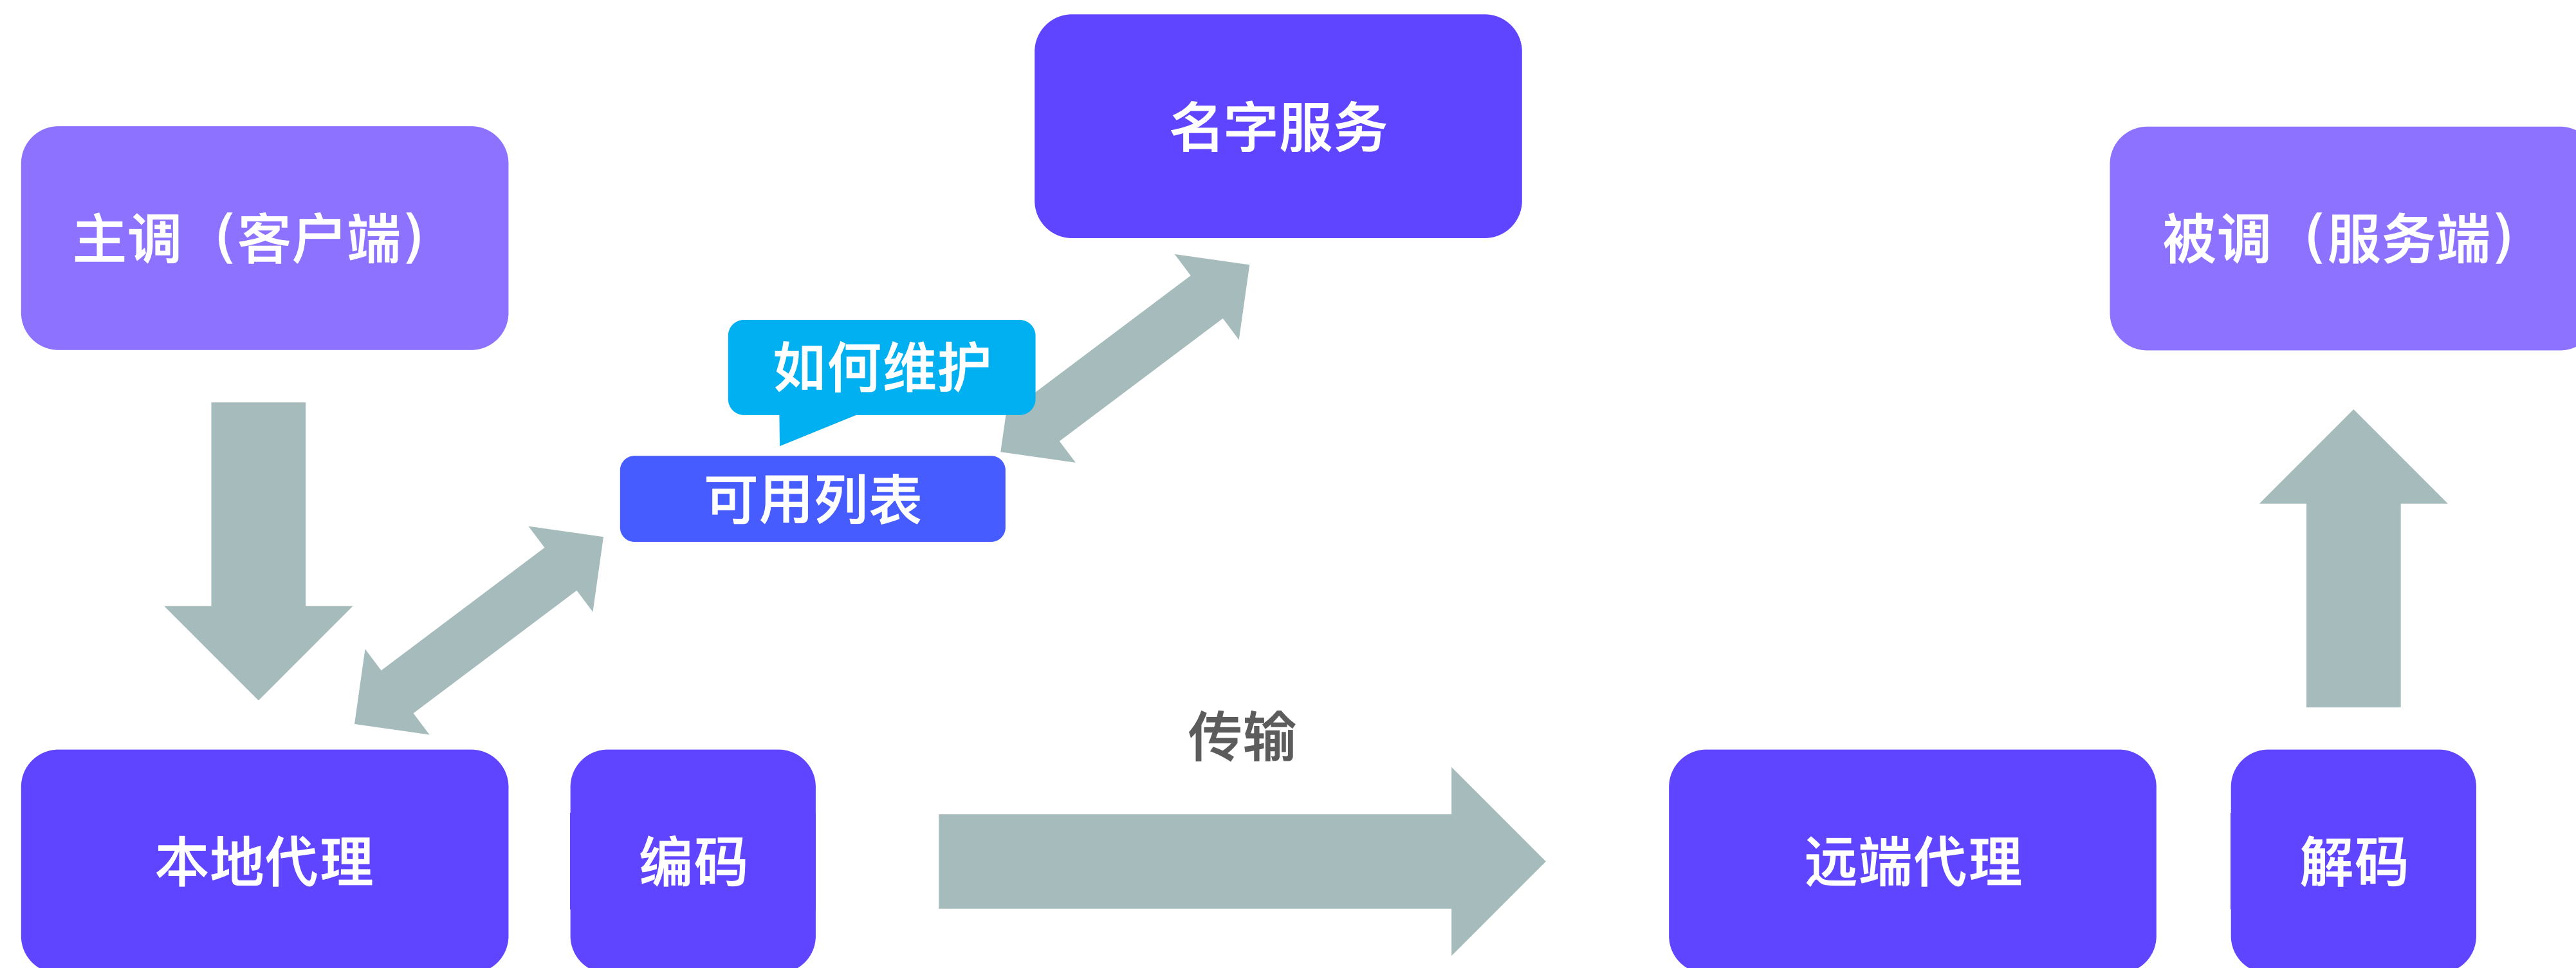 名字服务
主调（客户端）
被调（服务端）
如何维护
可用列表
传输
本地代理
编码
远端代理
解码